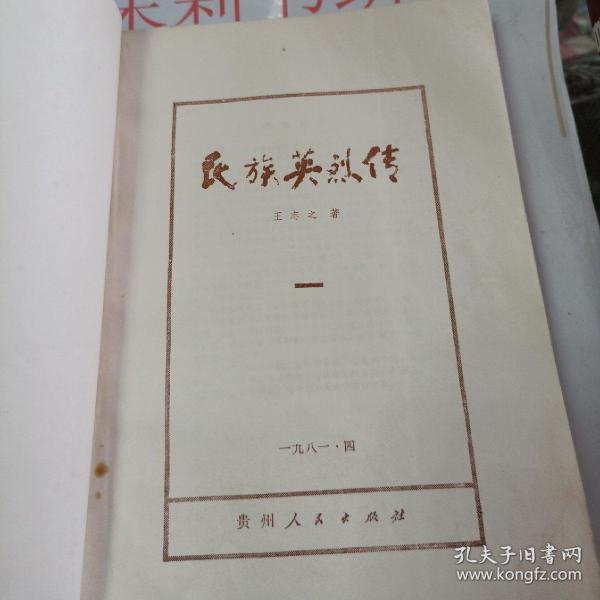 民族英烈传
王志之 著
一
一九八一·四
贵州人民出版社
孔夫子旧书网
www.kongfz.com